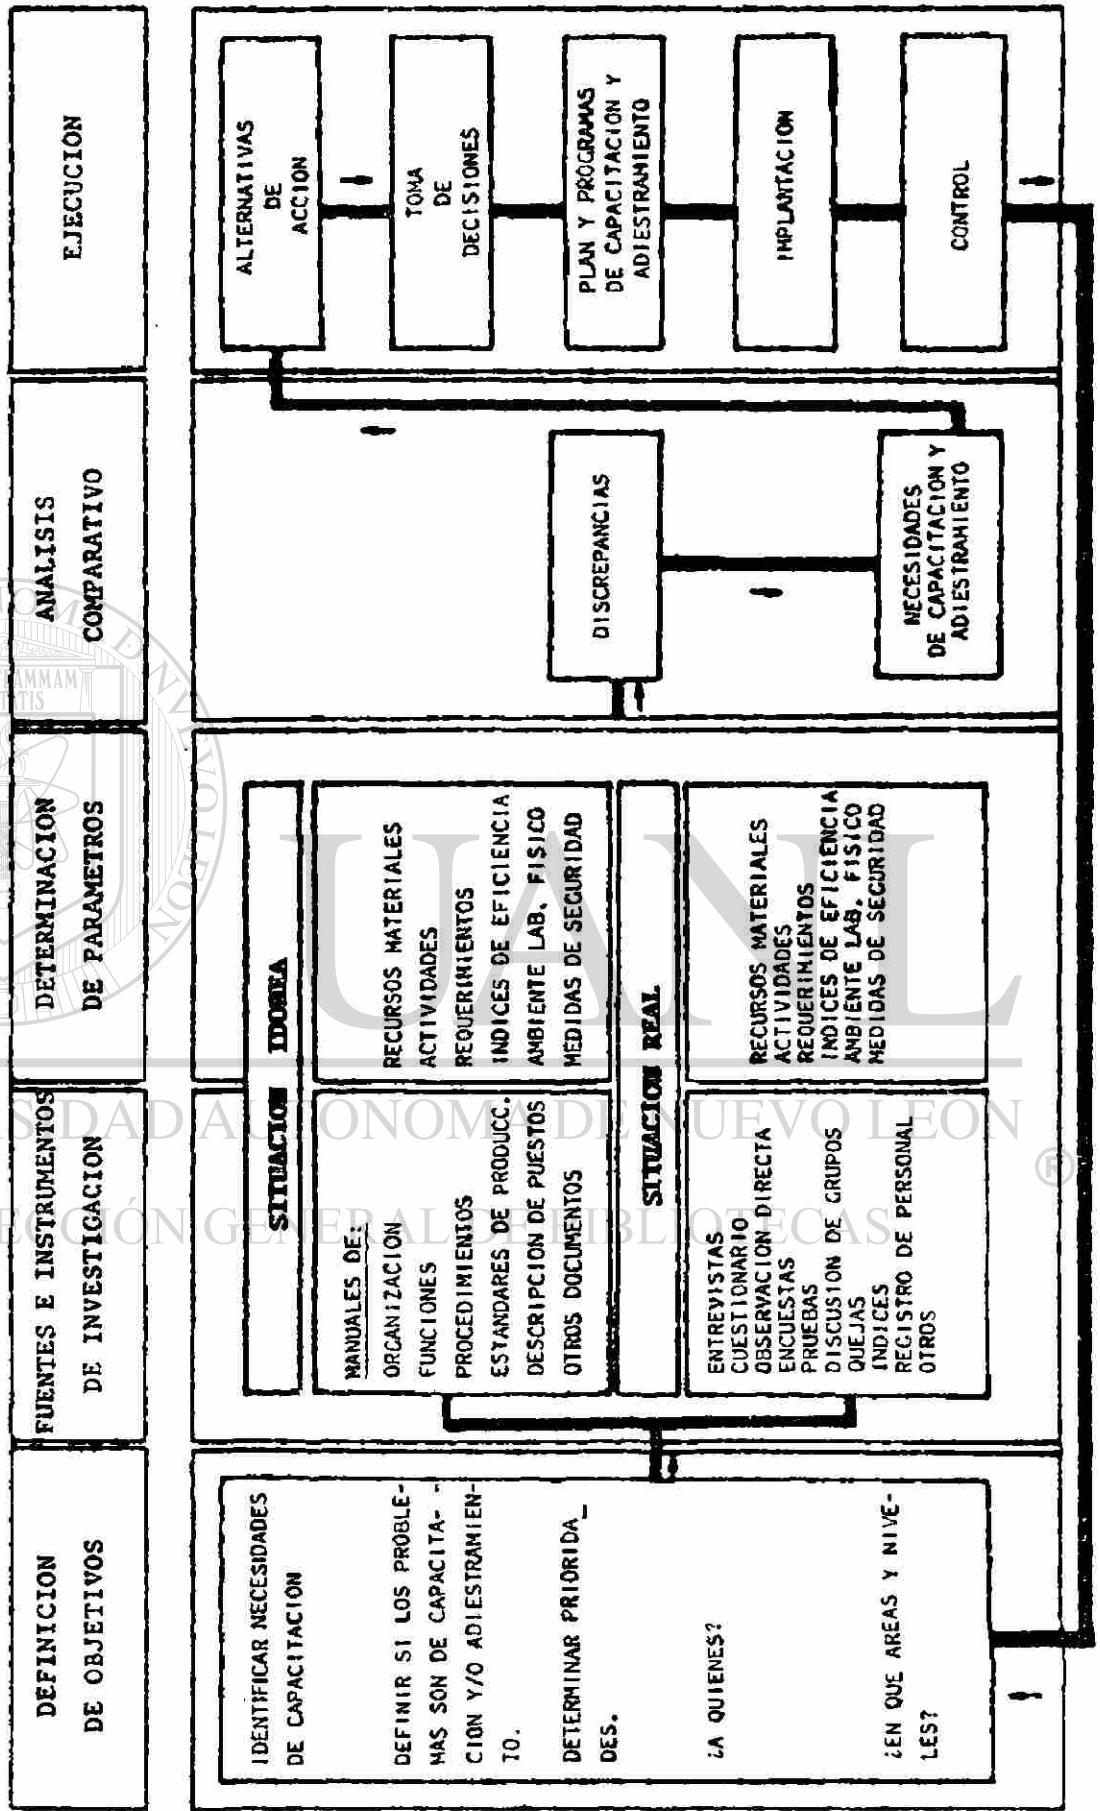 DEFINICION
DE OBJETIVOS
FUENTES E INSTRUMENTOS
DE INVESTIGACION
DETERMINACION
DE PARAMETROS
ANALISIS
COMPARATIVO
EJECUCION
IDENTIFICAR NECESIDADES
DE CAPACITACION
DEFINIR SI LOS PROBLE-
MAS SON DE CAPACITA- -
CION Y/O ADIESTRAMIEN-
TO.
DETERMINAR PRIORIDA_
DES.
¿A QUIENES?
¿EN QUE AREAS Y NIVE-
LES?
SITUACION IDONEA
MANUALES DE:
ORGANIZACION
FUNCIONES
PROCEDIMIENTOS
ESTANDARES DE PRODUCC.
DESCRIPCION DE PUESTOS
OTROS DOCUMENTOS
RECURSOS MATERIALES
ACTIVIDADES
REQUERIMIENTOS
INDICES DE EFICIENCIA
AMBIENTE LAB. FISICO
MEDIDAS DE SEGURIDAD
SITUACION REAL
ENTREVISTAS
CUESTIONARIO
OBSERVACION DIRECTA
ENCUESTAS
PRUEBAS
DISCUSION DE GRUPOS
QUEJAS
INDICES
REGISTRO DE PERSONAL
OTROS
RECURSOS MATERIALES
ACTIVIDADES
REQUERIMIENTOS
INDICES DE EFICIENCIA
AMBIENTE LAB. FISICO
MEDIDAS DE SEGURIDAD
DISCREPANCIAS
NECESIDADES
DE CAPACITACION Y
ADIESTRAMIENTO
ALTERNATIVAS
DE
ACCION
TOMA
DE
DECISIONES
PLAN Y PROGRAMAS
DE CAPACITACION Y
ADIESTRAMIENTO
IMPLANTACION
CONTROL
UANL
AUTONOMA DE NUEVO LEÓN
®
GENERAL DE BIBLIOTECAS